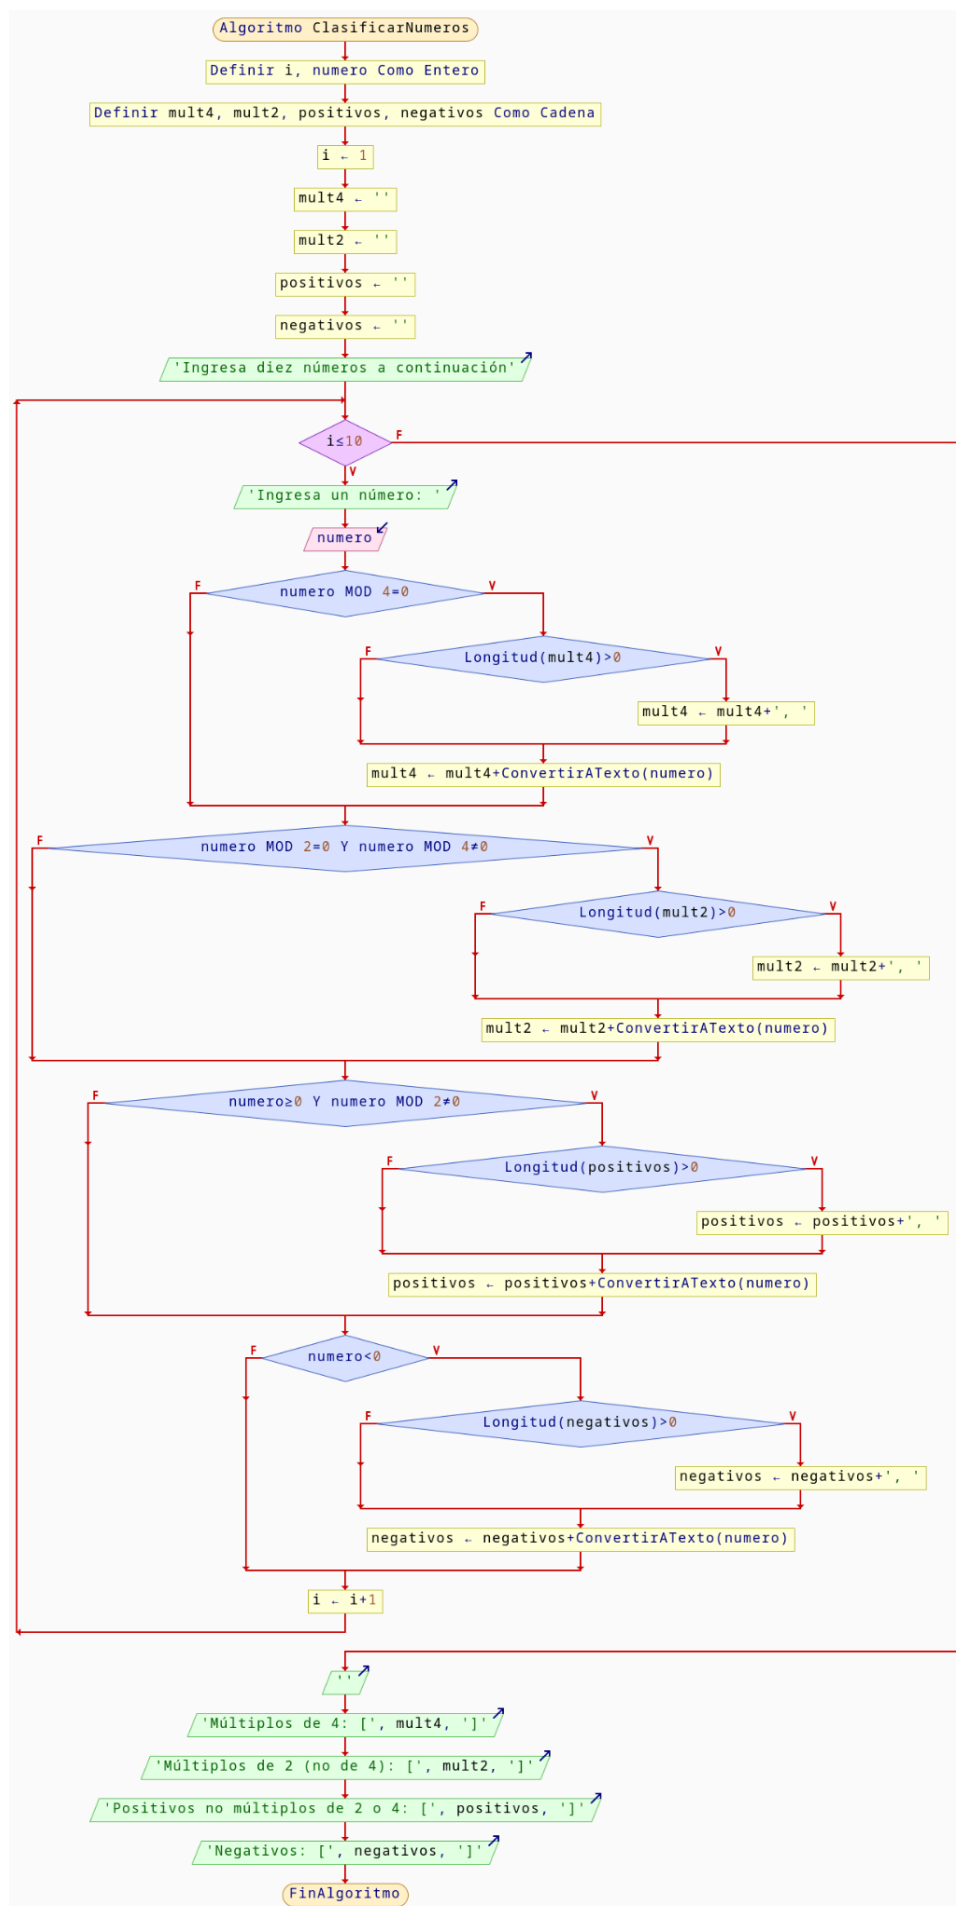 Algoritmo ClasificarNumeros
Definir i, numero Como Entero
Definir mult4, mult2, positivos, negativos Como Cadena
i ← 1
mult4 ← ''
mult2 ← ''
positivos ← ''
negativos ← ''
'Ingresa diez números a continuación'
i≤10
F
V
'Ingresa un número: '
numero
F
numero MOD 4=0
V
F
Longitud(mult4)>0
V
mult4 ← mult4+', '
mult4 ← mult4+ConvertirATexto(numero)
F
numero MOD 2=0 Y numero MOD 4≠0
V
F
Longitud(mult2)>0
V
mult2 ← mult2+', '
mult2 ← mult2+ConvertirATexto(numero)
F
numero≥0 Y numero MOD 2≠0
V
F
Longitud(positivos)>0
V
positivos ← positivos+', '
positivos ← positivos+ConvertirATexto(numero)
F
numero<0
V
F
Longitud(negativos)>0
V
negativos ← negativos+', '
negativos ← negativos+ConvertirATexto(numero)
i ← i+1
''
'Múltiplos de 4: [', mult4, ']'
'Múltiplos de 2 (no de 4): [', mult2, ']'
'Positivos no múltiplos de 2 o 4: [', positivos, ']'
'Negativos: [', negativos, ']'
FinAlgoritmo